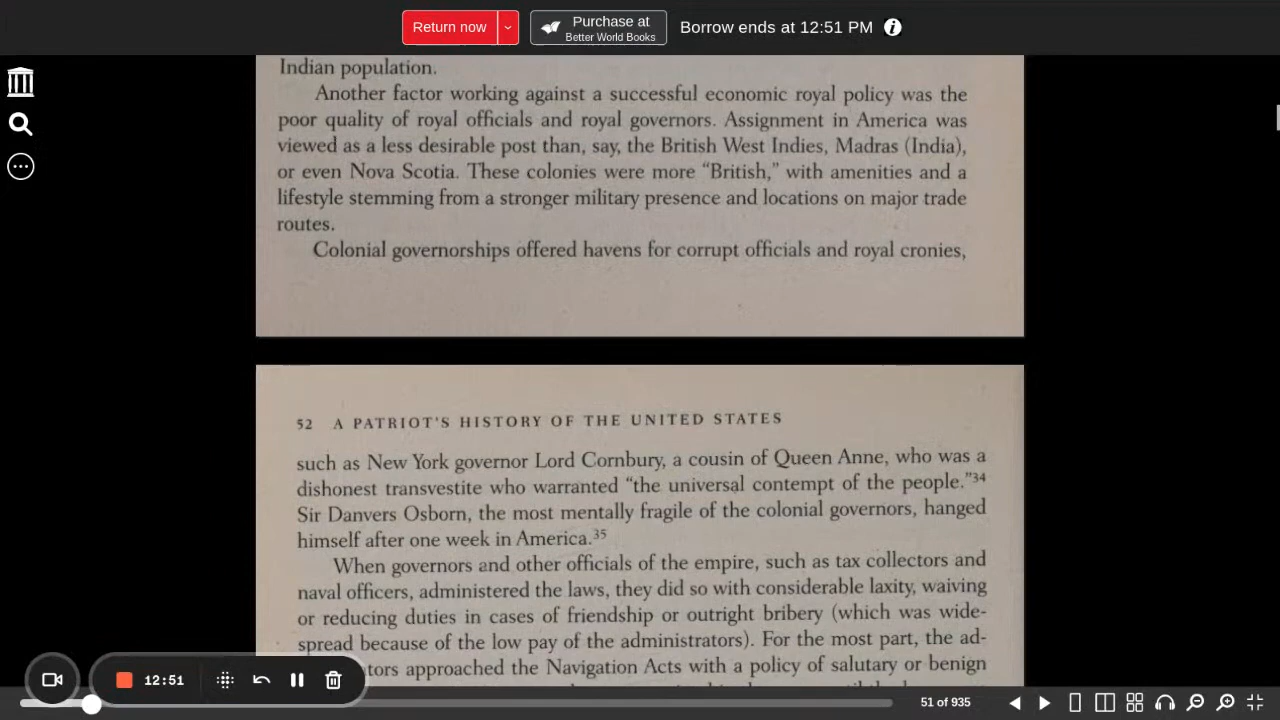 Return now
Purchase at
Better World Books
Borrow ends at 12:51 PM
Indian population.
Another factor working against a successful economic royal policy was the
poor quality of royal officials and royal governors. Assignment in America was
viewed as a less desirable post than, say, the British West Indies, Madras (India),
or even Nova Scotia. These colonies were more “British,” with amenities and a
lifestyle stemming from a stronger military presence and locations on major trade
routes.
Colonial governorships offered havens for corrupt officials and royal cronies,
52 A PATRIOT'S HISTORY OF THE UNITED STATES
such as New York governor Lord Cornbury, a cousin of Queen Anne, who was a
dishonest transvestite who warranted “the universal contempt of the people.”34
Sir Danvers Osborn, the most mentally fragile of the colonial governors, hanged
himself after one week in America.35
When governors and other officials of the empire, such as tax collectors and
naval officers, administered the laws, they did so with considerable laxity, waiving
or reducing duties in cases of friendship or outright bribery (which was wide-
spread because of the low pay of the administrators). For the most part, the ad-
ators approached the Navigation Acts with a policy of salutary or benign
12:51
51 of 935